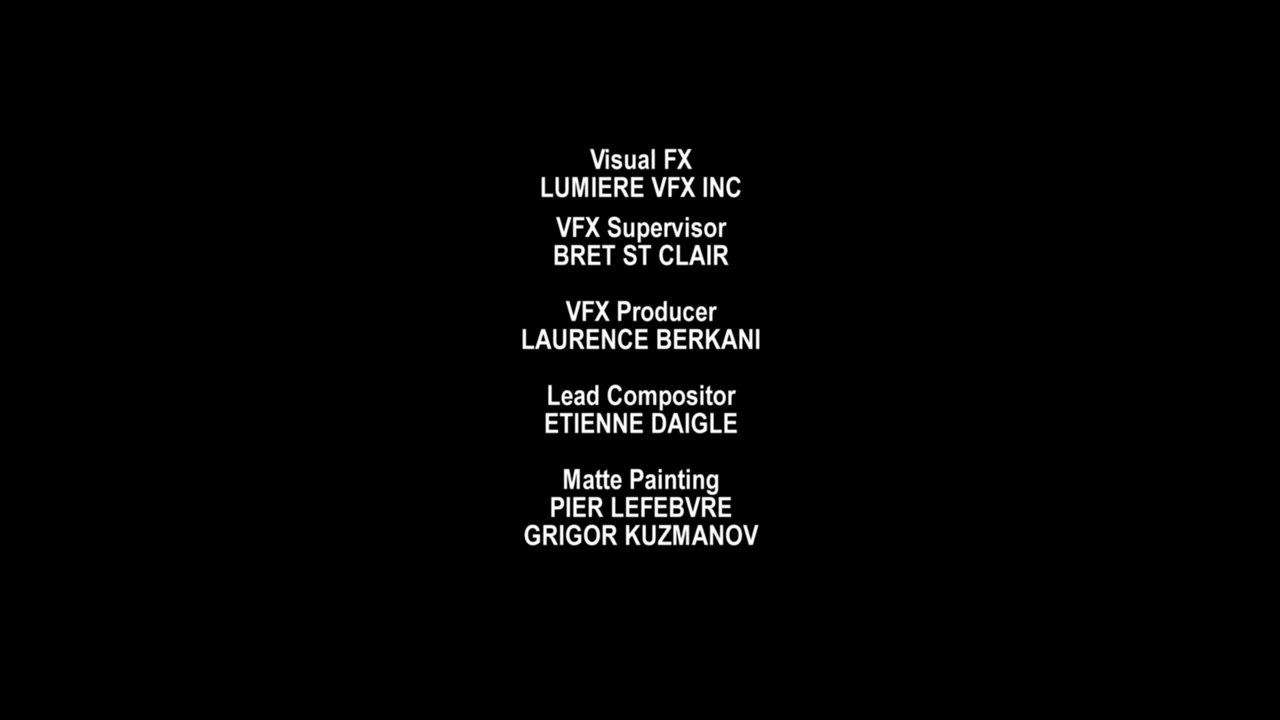 Visual FX
LUMIERE VFX INC
VFX Supervisor
BRET ST CLAIR
VFX Producer
LAURENCE BERKANI
Lead Compositor
ETIENNE DAIGLE
Matte Painting
PIER LEFEBVRE
GRIGOR KUZMANOV